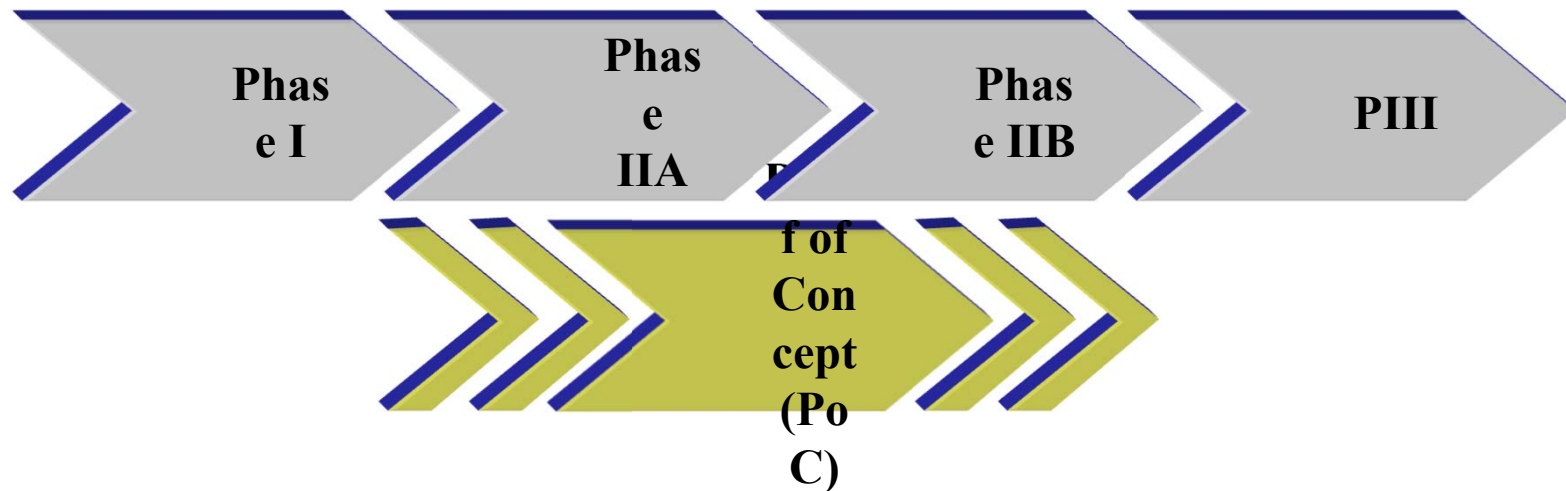 Phas
e I
Phas
e
IIA
Phas
e IIB
PIII
f of
Con
cept
(Po
C)